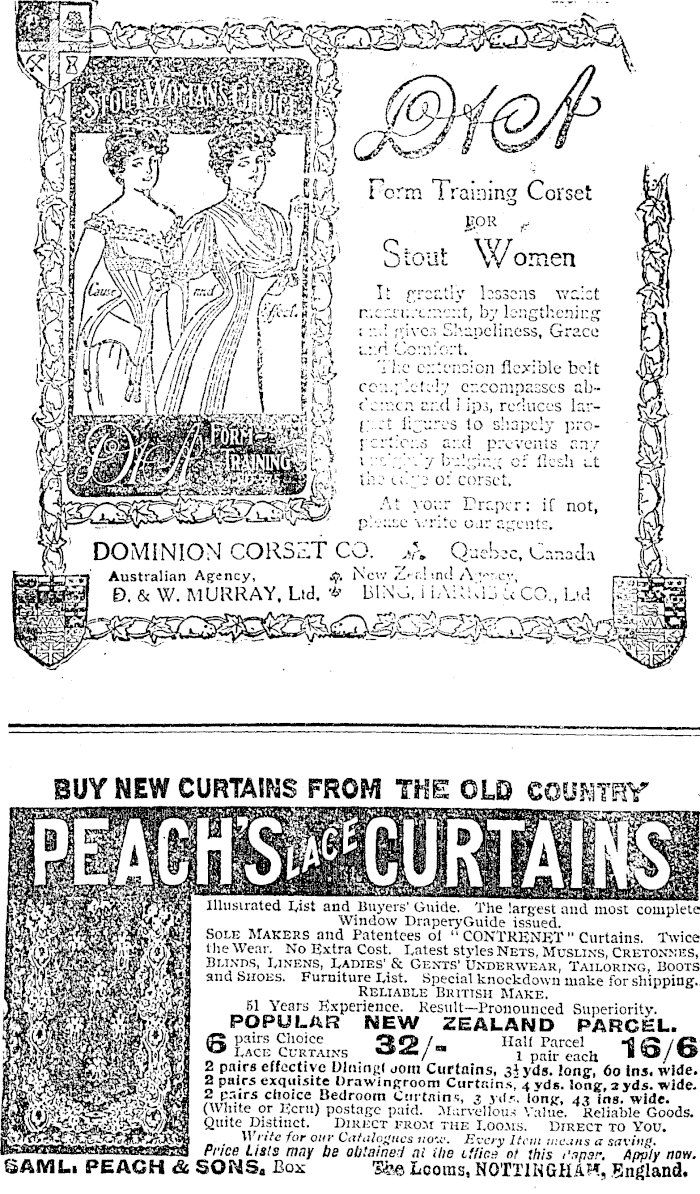 STOUT WOMAN'S CHOICE
Cause and Effect.
D & A FORM-
TRAINING
D & A
Form Training Corset
FOR
Stout Women
It greatly lessens waist
measurement, by lengthening
and gives Shapeliness, Grace
and Comfort.
The extension flexible belt
completely encompasses ab-
domen and hips, reduces lar-
gest figures to shapely pro-
portions and prevents any
unsightly bulging of flesh at
the edge of corset.
At your Draper: if not,
please write our agents.
DOMINION CORSET CO. Quebec, Canada
Australian Agency, New Zealand Agency,
D. & W. MURRAY, Ltd. BING, HARRIS & CO., Ltd
BUY NEW CURTAINS FROM THE OLD COUNTRY
PEACH'S LACE CURTAINS
Illustrated List and Buyers' Guide. The largest and most complete
Window Drapery Guide issued.
SOLE MAKERS and Patentees of "CONTRENET" Curtains. Twice
the Wear. No Extra Cost. Latest styles NETS, MUSLINS, CRETONNES,
BLINDS, LINENS, LADIES' & GENTS' UNDERWEAR, TAILORING, BOOTS
and SHOES. Furniture List. Special knockdown make for shipping.
RELIABLE BRITISH MAKE.
51 Years Experience. Result—Pronounced Superiority.
POPULAR NEW ZEALAND PARCEL.
6 pairs Choice LACE CURTAINS 32/- Half Parcel 1 pair each 16/6
2 pairs effective Diningroom Curtains, 3½ yds. long, 60 ins. wide.
2 pairs exquisite Drawingroom Curtains, 4 yds. long, 2 yds. wide.
2 pairs choice Bedroom Curtains, 3 yds. long, 43 ins. wide.
(White or Ecru) postage paid. Marvellous Value. Reliable Goods.
Quite Distinct. DIRECT FROM THE LOOMS. DIRECT TO YOU.
Write for our Catalogues now. Every Item means a saving.
Price Lists may be obtained at the office of this Paper. Apply now.
SAML. PEACH & SONS, Box The Looms, NOTTINGHAM, England.